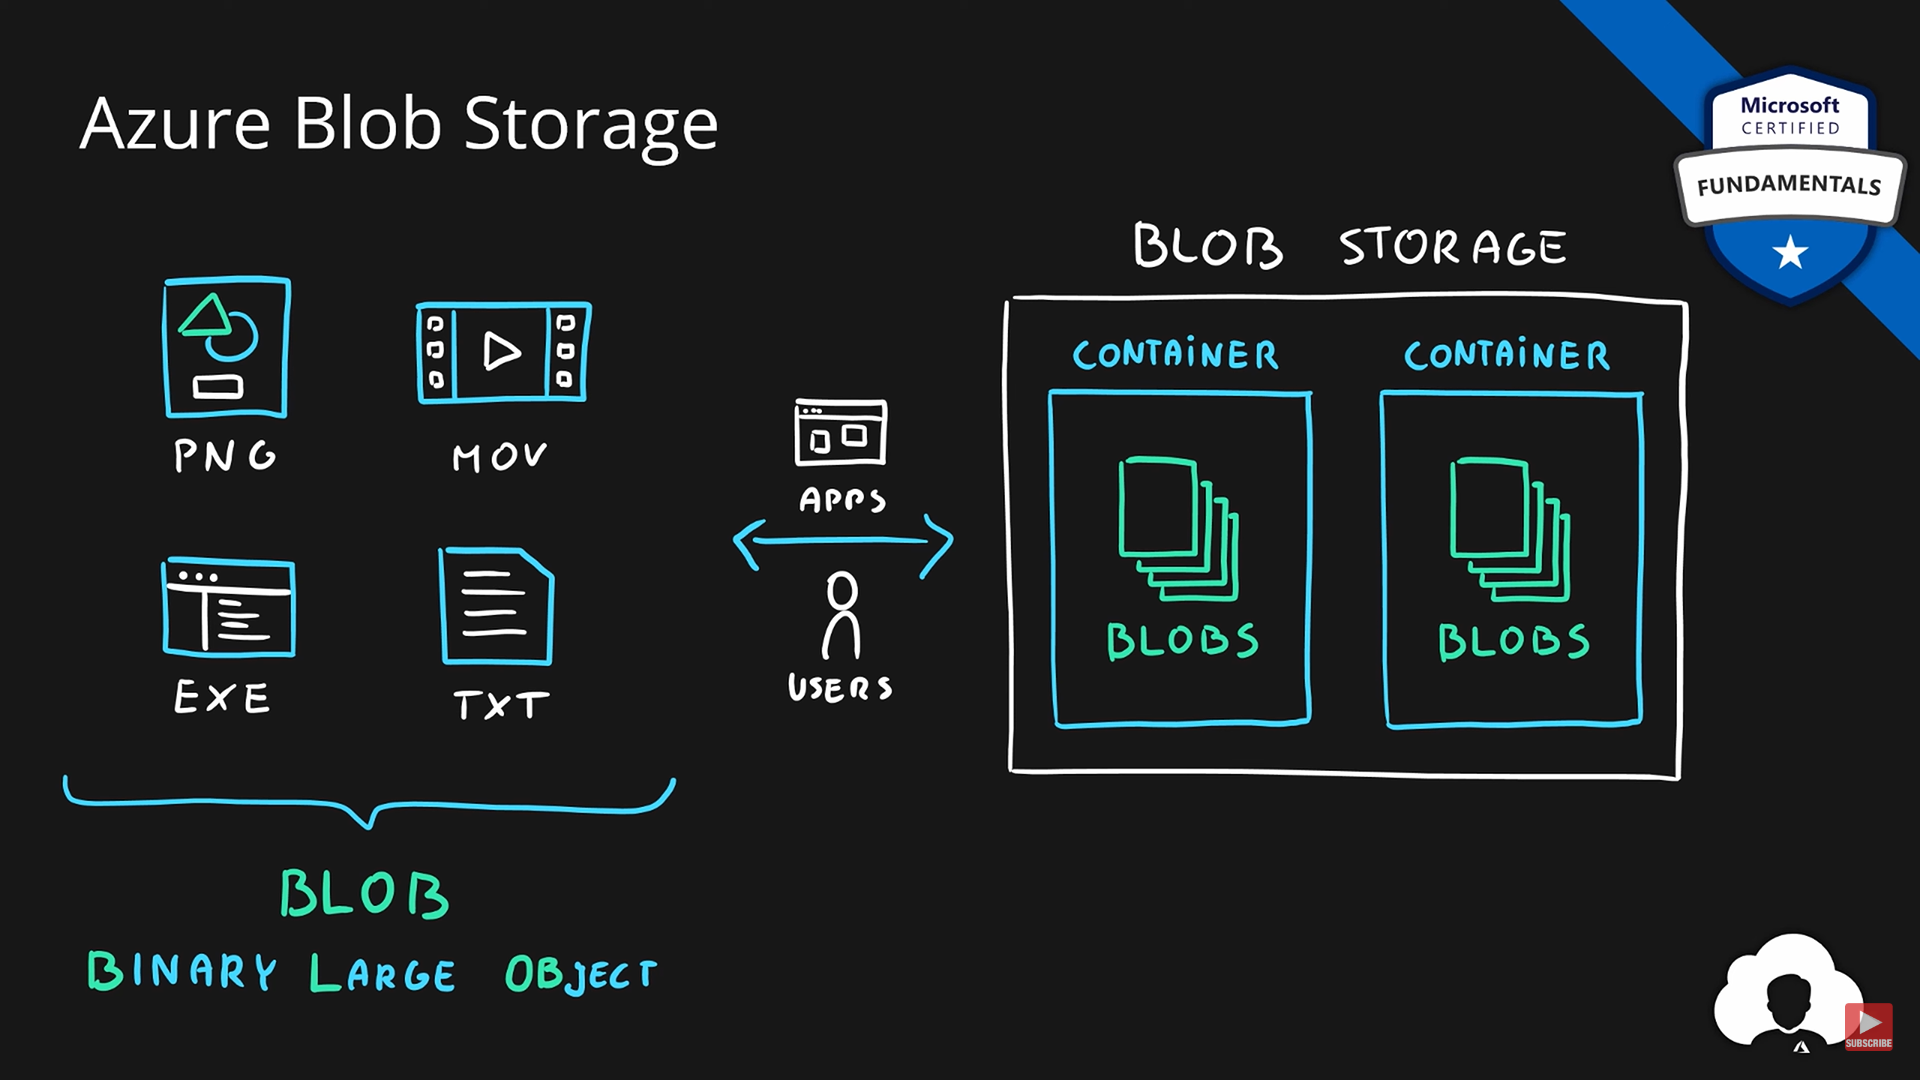 Azure Blob Storage
Microsoft
CERTIFIED
FUNDAMENTALS
PNG
MOV
EXE
TXT
BLOB
BINARY LARGE OBJECT
APPS
USERS
BLOB STORAGE
CONTAINER
BLOBS
CONTAINER
BLOBS
SUBSCRIBE